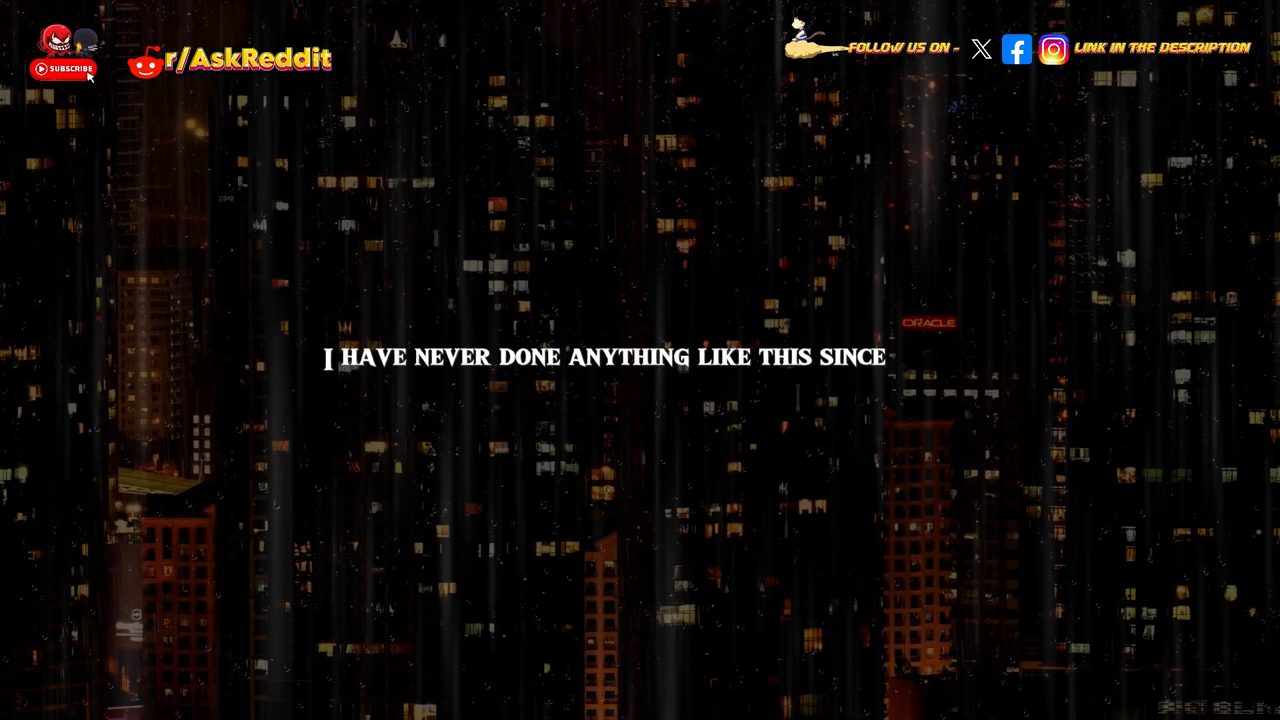 SUBSCRIBE
r/AskReddit
FOLLOW US ON -
LINK IN THE DESCRIPTION
ORACLE
I HAVE NEVER DONE ANYTHING LIKE THIS SINCE